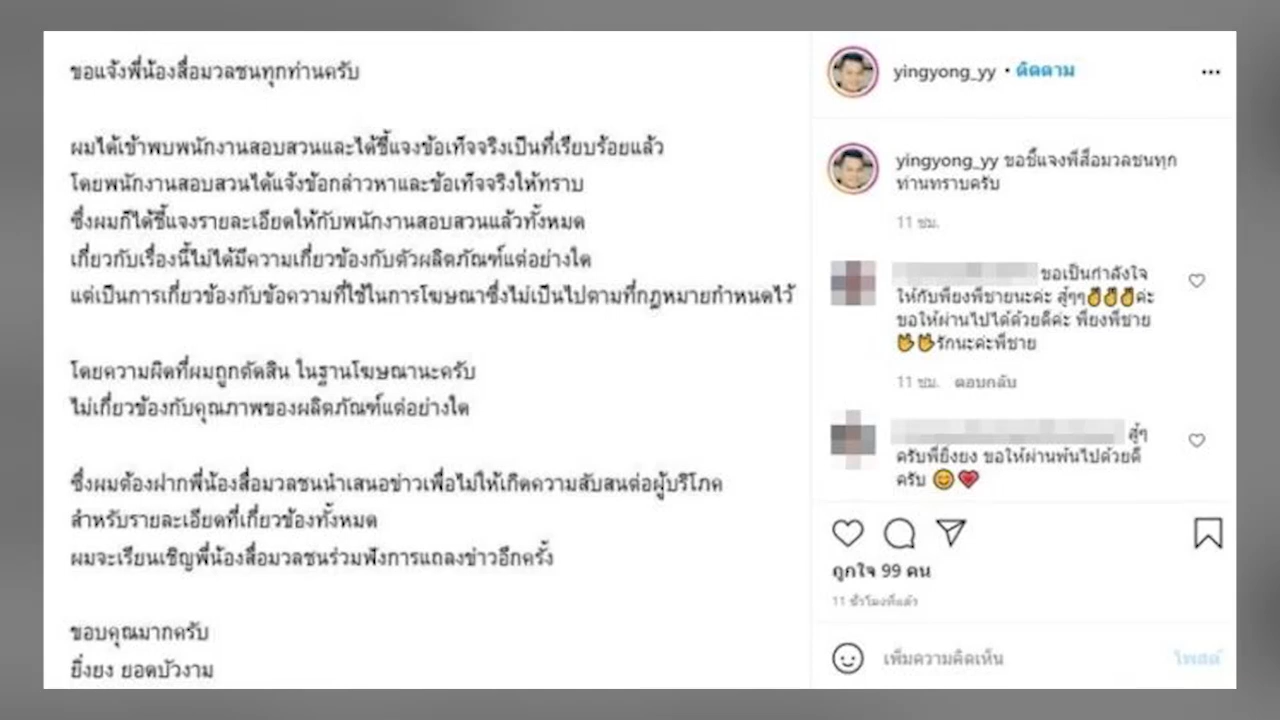 ขอแจ้งพี่น้องสื่อมวลชนทุกท่านครับ
ผมได้เข้าพบพนักงานสอบสวนและได้ชี้แจงข้อเท็จจริงเป็นที่เรียบร้อยแล้ว
โดยพนักงานสอบสวนได้แจ้งข้อกล่าวหาและข้อเท็จจริงให้ทราบ
ซึ่งผมก็ได้ชี้แจงรายละเอียดให้กับพนักงานสอบสวนแล้วทั้งหมด
เกี่ยวกับเรื่องนี้ไม่ได้มีความเกี่ยวข้องกับตัวผลิตภัณฑ์แต่อย่างใด
แต่เป็นการเกี่ยวข้องกับข้อความที่ใช้ในการโฆษณาซึ่งไม่เป็นไปตามที่กฎหมายกำหนดไว้
โดยความผิดที่ผมถูกตัดสิน ในฐานโฆษณานะครับ
ไม่เกี่ยวข้องกับคุณภาพของผลิตภัณฑ์แต่อย่างใด
ซึ่งผมต้องฝากพี่น้องสื่อมวลชนนำเสนอข่าวเพื่อไม่ให้เกิดความสับสนต่อผู้บริโภค
สำหรับรายละเอียดที่เกี่ยวข้องทั้งหมด
ผมจะเรียนเชิญพี่น้องสื่อมวลชนร่วมฟังการแถลงข่าวอีกครั้ง
ขอบคุณมากครับ
ยิ่งยง ยอดบัวงาม
yingyong_yy • ติดตาม
yingyong_yy ขอชี้แจงพี่สื่อมวลชนทุก
ท่านทราบครับ
11 ชม.
ขอเป็นกำลังใจ
ให้กับพี่ยงพี่ชายนะค่ะ สู้ๆๆ✌✌✌ค่ะ
ขอให้ผ่านไปได้ด้วยดีค่ะ พี่ยงพี่ชาย
รักนะค่ะพี่ชาย
11 ชม. ตอบกลับ
สู้ๆ
ครับพี่ยิ่งยง ขอให้ผ่านพ้นไปด้วยดี
ครับ 😊💗
ถูกใจ 99 คน
11 ชั่วโมงที่แล้ว
เพิ่มความคิดเห็น
โพสต์